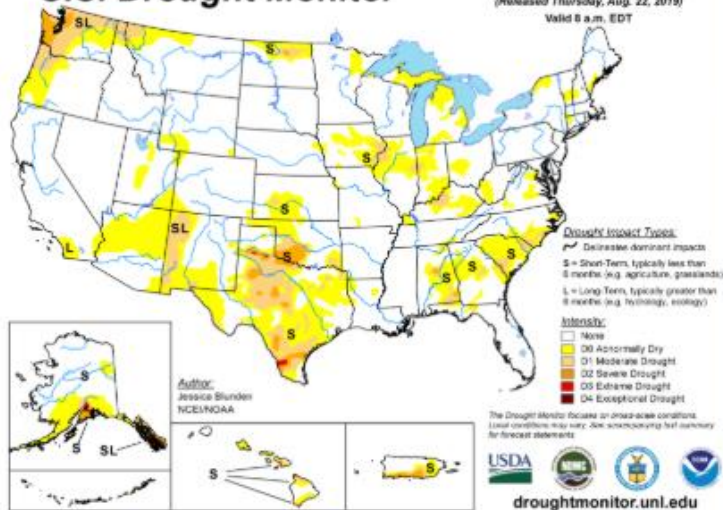 (Released Thursday, Aug. 22, 2019)
Valid 8 a.m. EDT
SL
S
S
SL
S
L
S
S
S
S
S
S
S
SL
S
S
Author:
Jessica Blunden
NCEI/NOAA
Drought Impact Types:
Delineates dominant impacts
S = Short-Term, typically less than
6 months (e.g. agriculture, grasslands)
L = Long-Term, typically greater than
6 months (e.g. hydrology, ecology)
Intensity:
None
D0 Abnormally Dry
D1 Moderate Drought
D2 Severe Drought
D3 Extreme Drought
D4 Exceptional Drought
The Drought Monitor focuses on broad-scale conditions.
Local conditions may vary. See accompanying text summary
for forecast statements.
USDA
NDMC
droughtmonitor.unl.edu